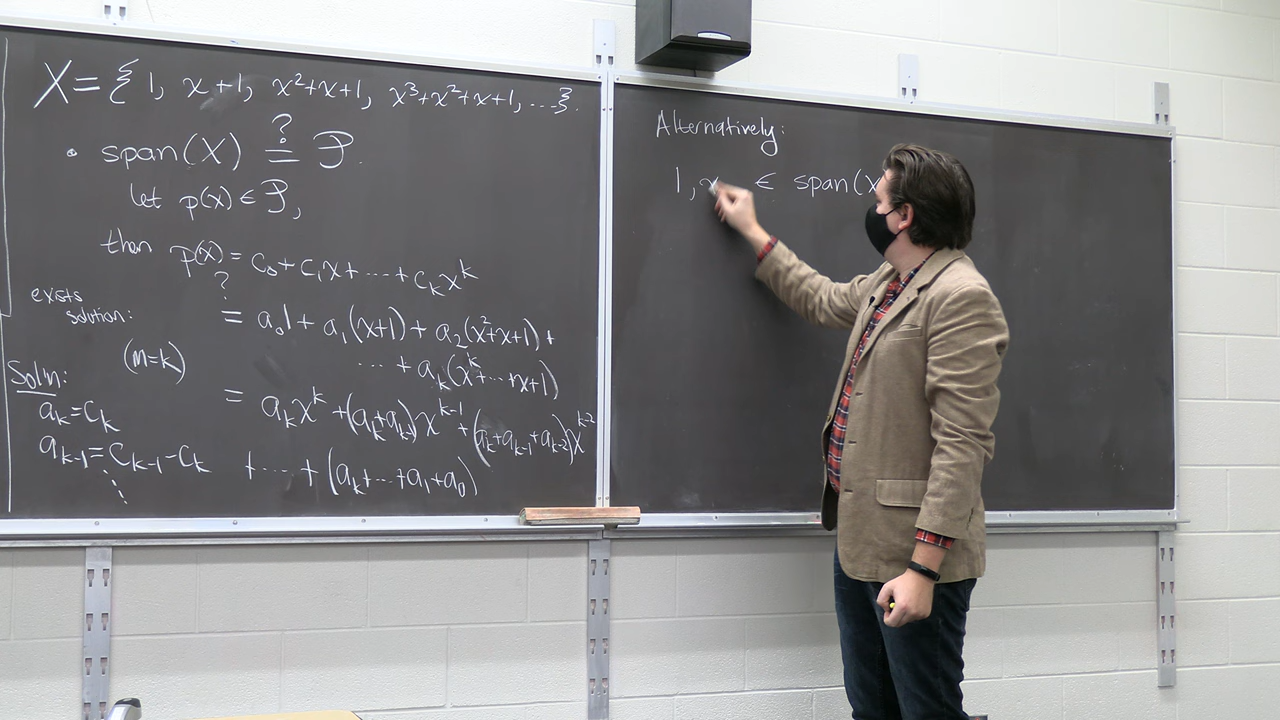 X = { 1, x+1, x²+x+1, x³+x²+x+1, ... }.
• span(X) ?= P.
let p(x) ∈ P,
then p(x) = c₀ + c₁x + ... + cₖxᵏ
exists solution:
?= a₀1 + a₁(x+1) + a₂(x²+x+1) +
(m=k)
... + aₖ(xᵏ+...+x+1)
Soln:
= aₖxᵏ + (aₖ+aₖ₋₁)xᵏ⁻¹ + (aₖ+aₖ₋₁+aₖ₋₂)xᵏ⁻²
aₖ = cₖ
aₖ₋₁ = cₖ₋₁ - cₖ
+ ... + (aₖ+...+a₁+a₀)
⋱
Alternatively:
1, x ∈ span(X